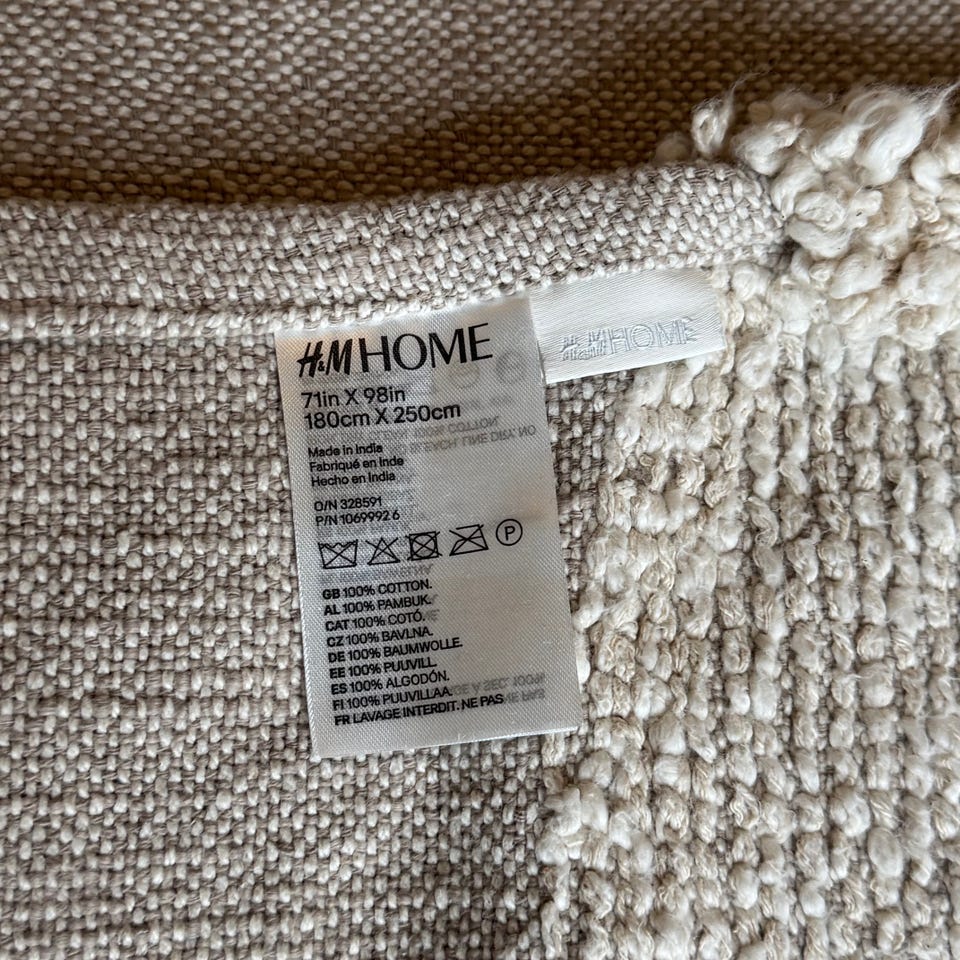 H&M HOME
H&M HOME
71in X 98in
180cm X 250cm
Made in India
Fabriqué en Inde
Hecho en India
O/N 328591
P/N 1069992 6
P
GB 100% COTTON.
AL 100% PAMBUK.
CAT 100% COTÓ.
CZ 100% BAVLNA.
DE 100% BAUMWOLLE.
EE 100% PUUVILL.
ES 100% ALGODÓN.
FI 100% PUUVILLAA.
FR LAVAGE INTERDIT. NE PAS